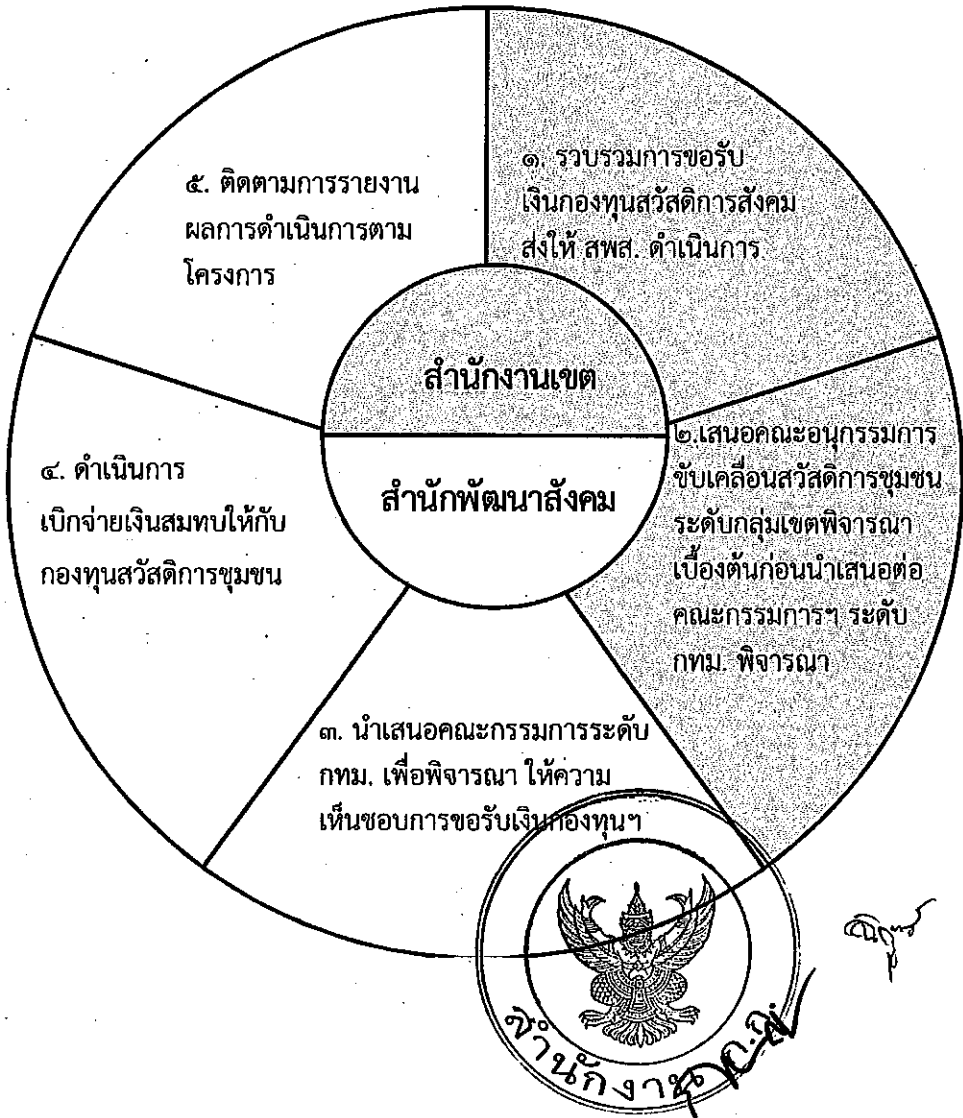 ๑. รวบรวมการขอรับ
เงินกองทุนสวัสดิการสังคม
ส่งให้ สพส. ดำเนินการ
๒.เสนอคณะอนุกรรมการ
ขับเคลื่อนสวัสดิการชุมชน
ระดับกลุ่มเขตพิจารณา
เบื้องต้นก่อนนำเสนอต่อ
คณะกรรมการฯ ระดับ
กทม. พิจารณา
๓. นำเสนอคณะกรรมการระดับ
กทม. เพื่อพิจารณา ให้ความ
เห็นชอบการขอรับเงินกองทุนฯ
๔. ดำเนินการ
เบิกจ่ายเงินสมทบให้กับ
กองทุนสวัสดิการชุมชน
๕. ติดตามการรายงาน
ผลการดำเนินการตาม
โครงการ
สำนักงานเขต
สำนักพัฒนาสังคม
สำนักงาน